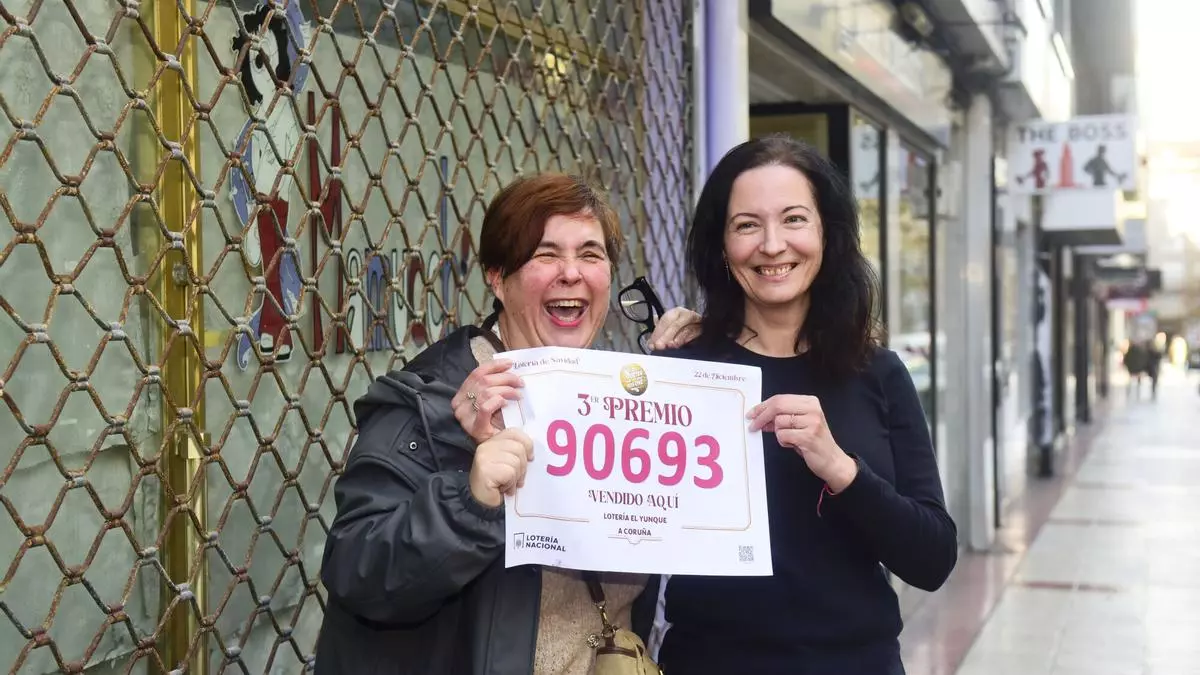 THE BOSS
Lotería de Navidad
22 de Diciembre
3ER PREMIO
90693
VENDIDO AQUÍ
LOTERÍA EL YUNQUE
A CORUÑA
LOTERÍA
NACIONAL